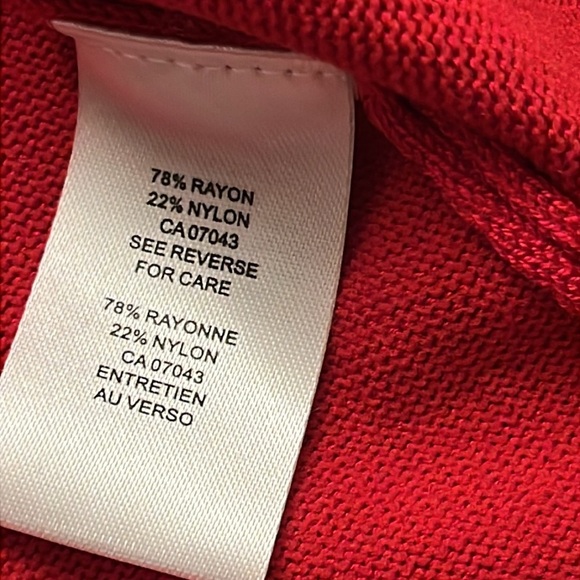 78% RAYON
22% NYLON
CA 07043
SEE REVERSE
FOR CARE
78% RAYONNE
22% NYLON
CA 07043
ENTRETIEN
AU VERSO